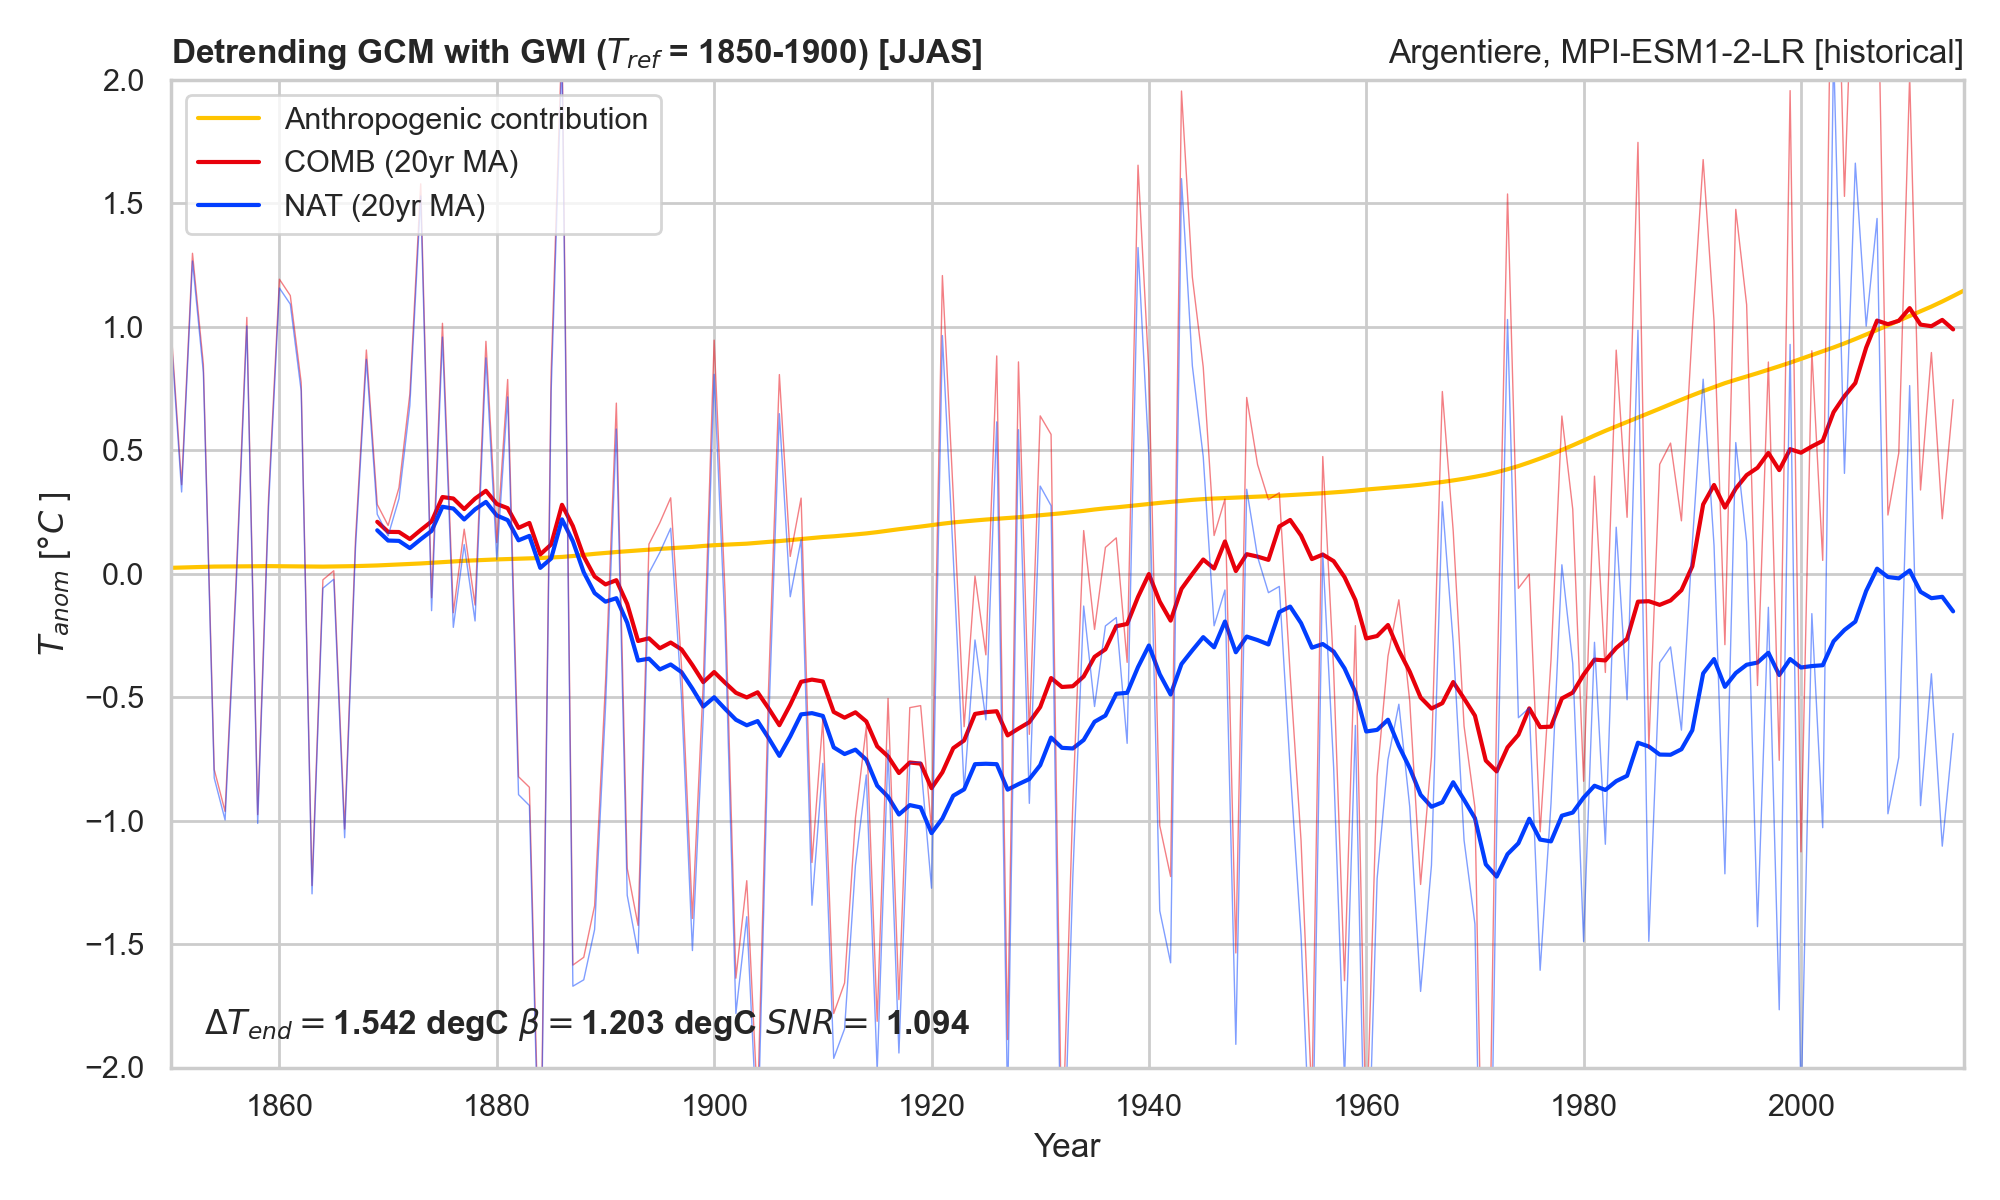 Detrending GCM with GWI (T_ref = 1850-1900) [JJAS]
Argentiere, MPI-ESM1-2-LR [historical]
Anthropogenic contribution
COMB (20yr MA)
NAT (20yr MA)
T_anom [°C]
2.0
1.5
1.0
0.5
0.0
−0.5
−1.0
−1.5
−2.0
ΔT_end = 1.542 degC β = 1.203 degC SNR = 1.094
1860 1880 1900 1920 1940 1960 1980 2000
Year